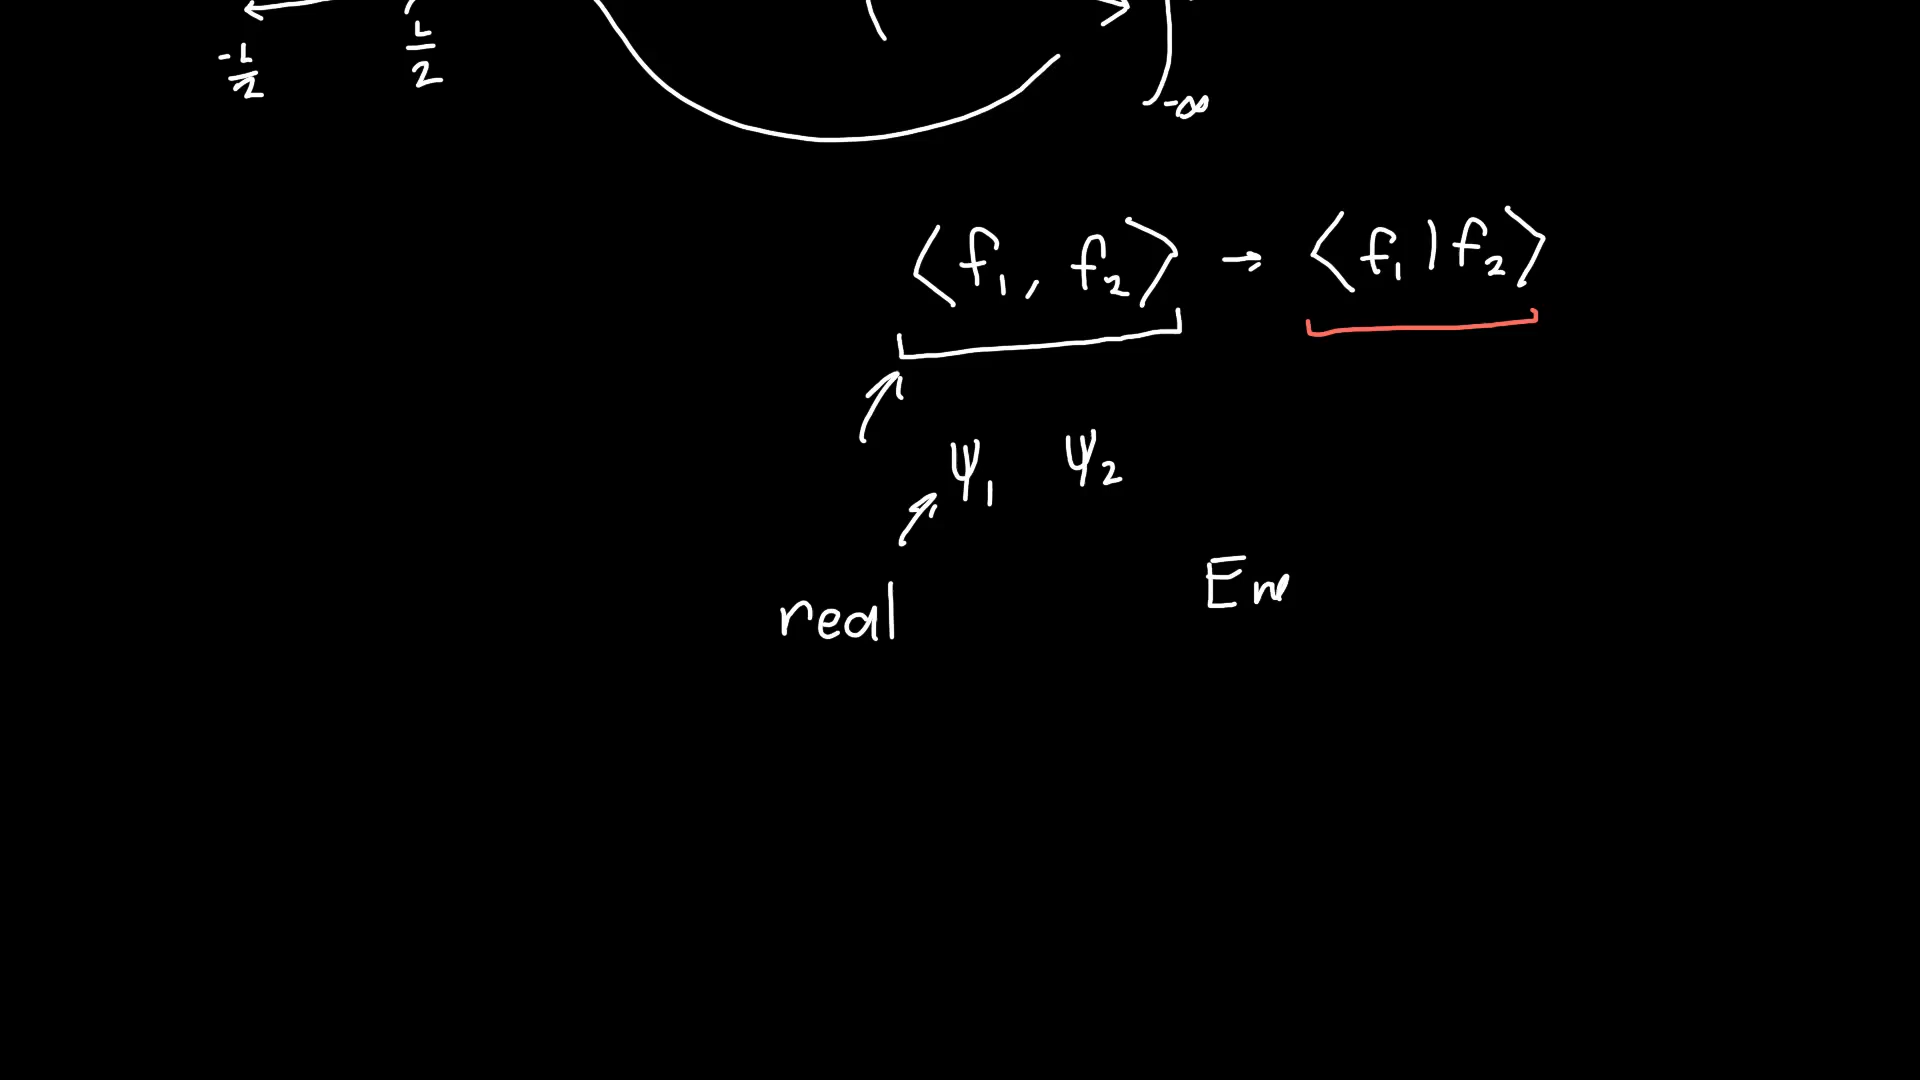 -L/2 L/2 -∞
⟨f₁, f₂⟩ → ⟨f₁|f₂⟩
ψ₁ ψ₂
real